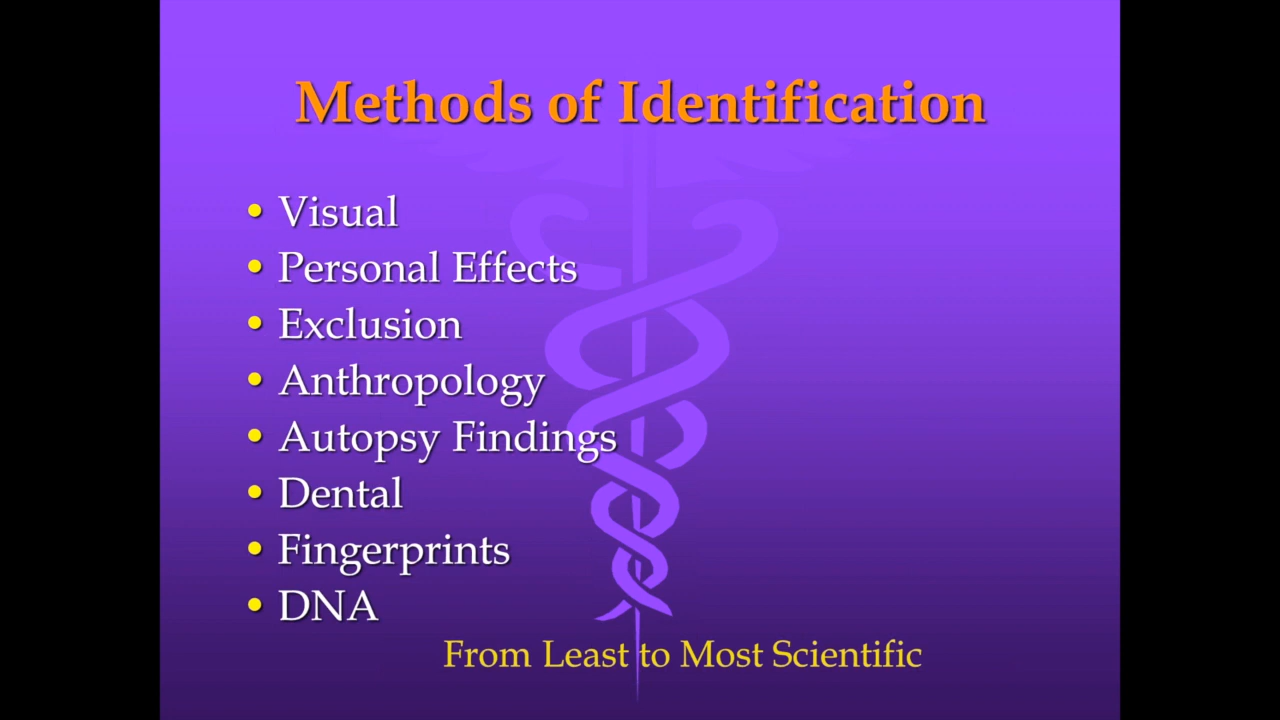 Methods of Identification
• Visual
• Personal Effects
• Exclusion
• Anthropology
• Autopsy Findings
• Dental
• Fingerprints
• DNA
From Least to Most Scientific